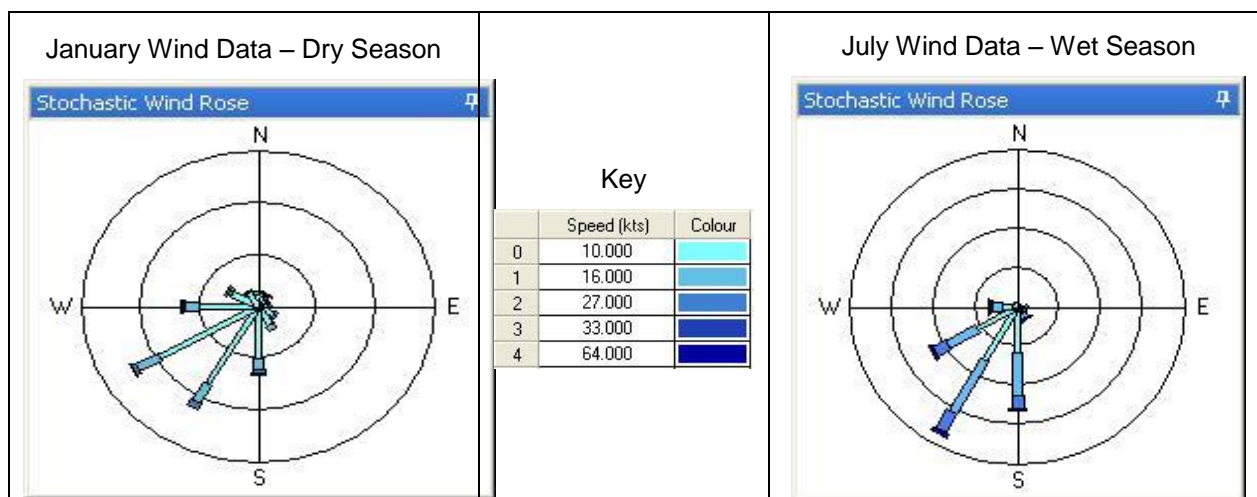 January Wind Data – Dry Season
Stochastic Wind Rose
N
W
E
S
Key
Speed (kts) Colour
0 10.000
1 16.000
2 27.000
3 33.000
4 64.000
July Wind Data – Wet Season
Stochastic Wind Rose
N
W
E
S